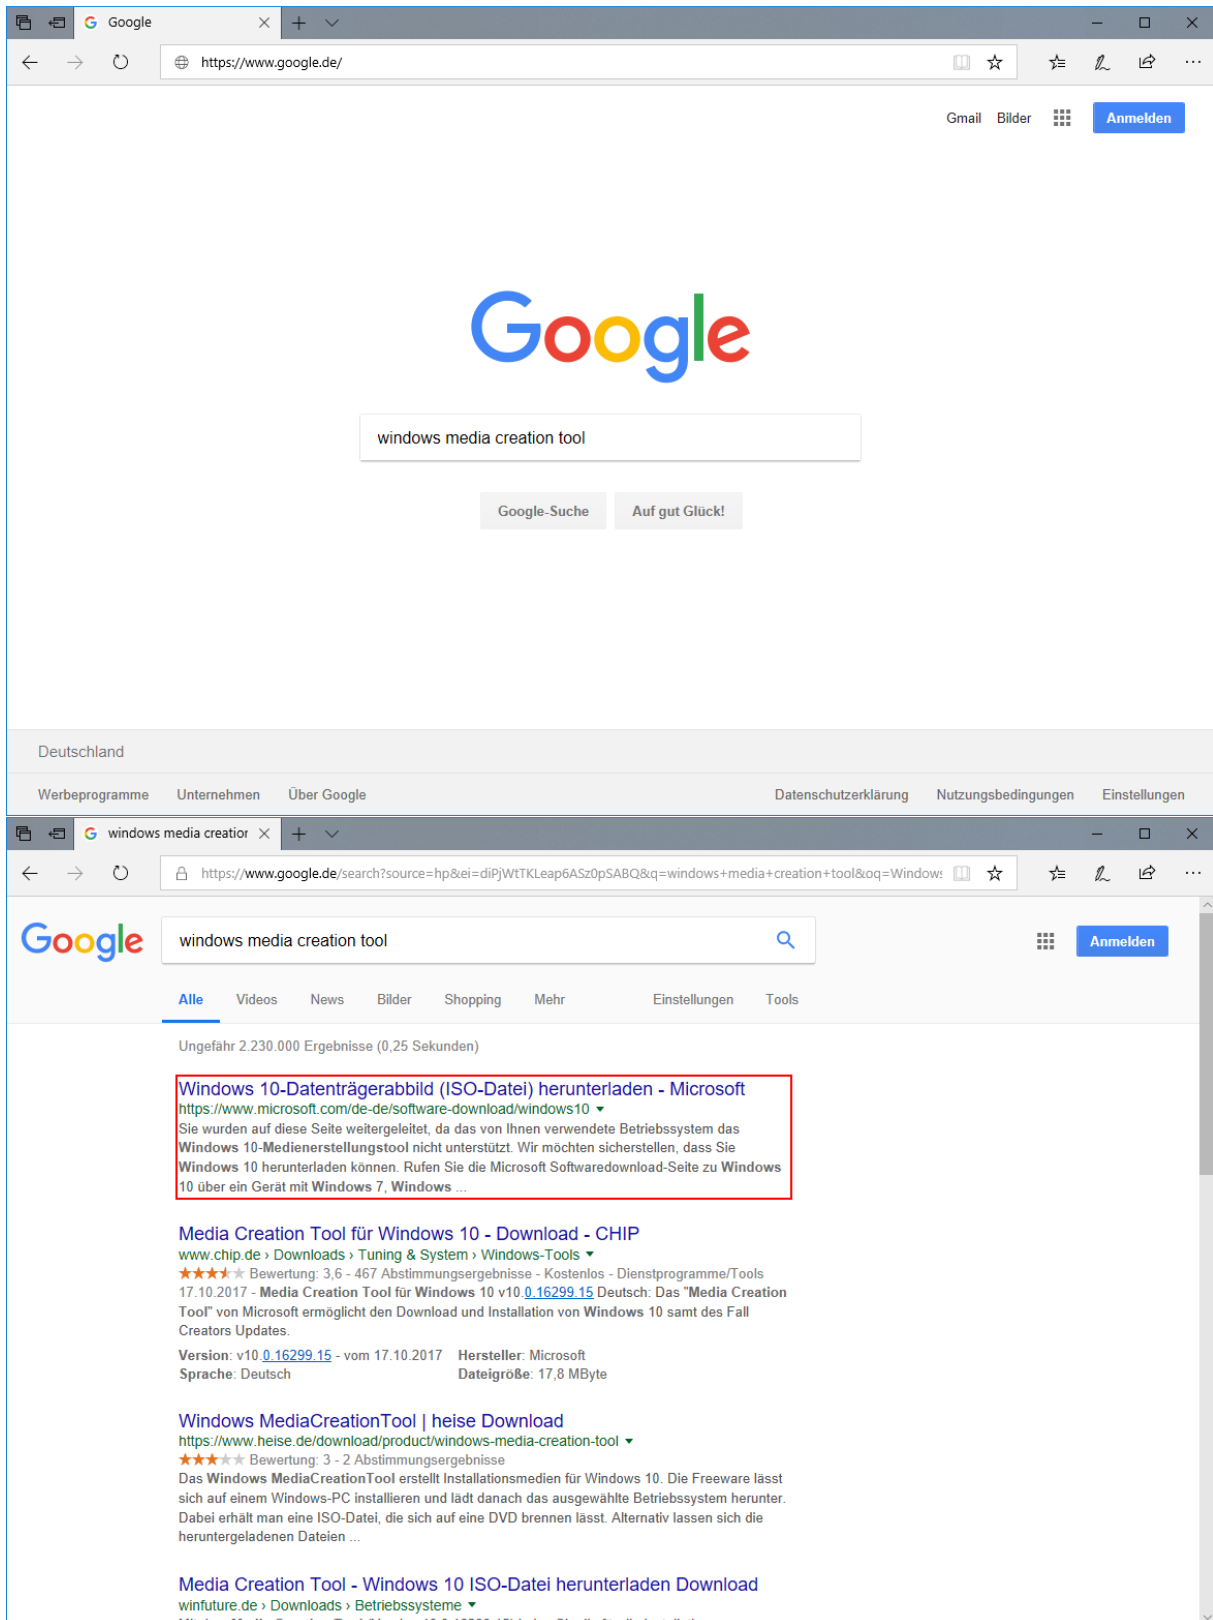 Google
https://www.google.de/
Gmail Bilder Anmelden
Google
windows media creation tool
Google-Suche Auf gut Glück!
Deutschland
Werbeprogramme Unternehmen Über Google Datenschutzerklärung Nutzungsbedingungen Einstellungen
windows media creation
https://www.google.de/search?source=hp&ei=diPjWtTKLeap6ASz0pSABQ&q=windows+media+creation+tool&oq=Windows
Google windows media creation tool Anmelden
Alle Videos News Bilder Shopping Mehr Einstellungen Tools
Ungefähr 2.230.000 Ergebnisse (0,25 Sekunden)
Windows 10-Datenträgerabbild (ISO-Datei) herunterladen - Microsoft
https://www.microsoft.com/de-de/software-download/windows10
Sie wurden auf diese Seite weitergeleitet, da das von Ihnen verwendete Betriebssystem das
Windows 10-Medienerstellungstool nicht unterstützt. Wir möchten sicherstellen, dass Sie
Windows 10 herunterladen können. Rufen Sie die Microsoft Softwaredownload-Seite zu Windows
10 über ein Gerät mit Windows 7, Windows ...
Media Creation Tool für Windows 10 - Download - CHIP
www.chip.de › Downloads › Tuning & System › Windows-Tools
Bewertung: 3,6 - 467 Abstimmungsergebnisse - Kostenlos - Dienstprogramme/Tools
17.10.2017 - Media Creation Tool für Windows 10 v10.0.16299.15 Deutsch: Das "Media Creation
Tool" von Microsoft ermöglicht den Download und Installation von Windows 10 samt des Fall
Creators Updates.
Version: v10.0.16299.15 - vom 17.10.2017 Hersteller: Microsoft
Sprache: Deutsch Dateigröße: 17,8 MByte
Windows MediaCreationTool | heise Download
https://www.heise.de/download/product/windows-media-creation-tool
Bewertung: 3 - 2 Abstimmungsergebnisse
Das Windows MediaCreationTool erstellt Installationsmedien für Windows 10. Die Freeware lässt
sich auf einem Windows-PC installieren und lädt danach das ausgewählte Betriebssystem herunter.
Dabei erhält man eine ISO-Datei, die sich auf eine DVD brennen lässt. Alternativ lassen sich die
heruntergeladenen Dateien ...
Media Creation Tool - Windows 10 ISO-Datei herunterladen Download
winfuture.de › Downloads › Betriebssysteme